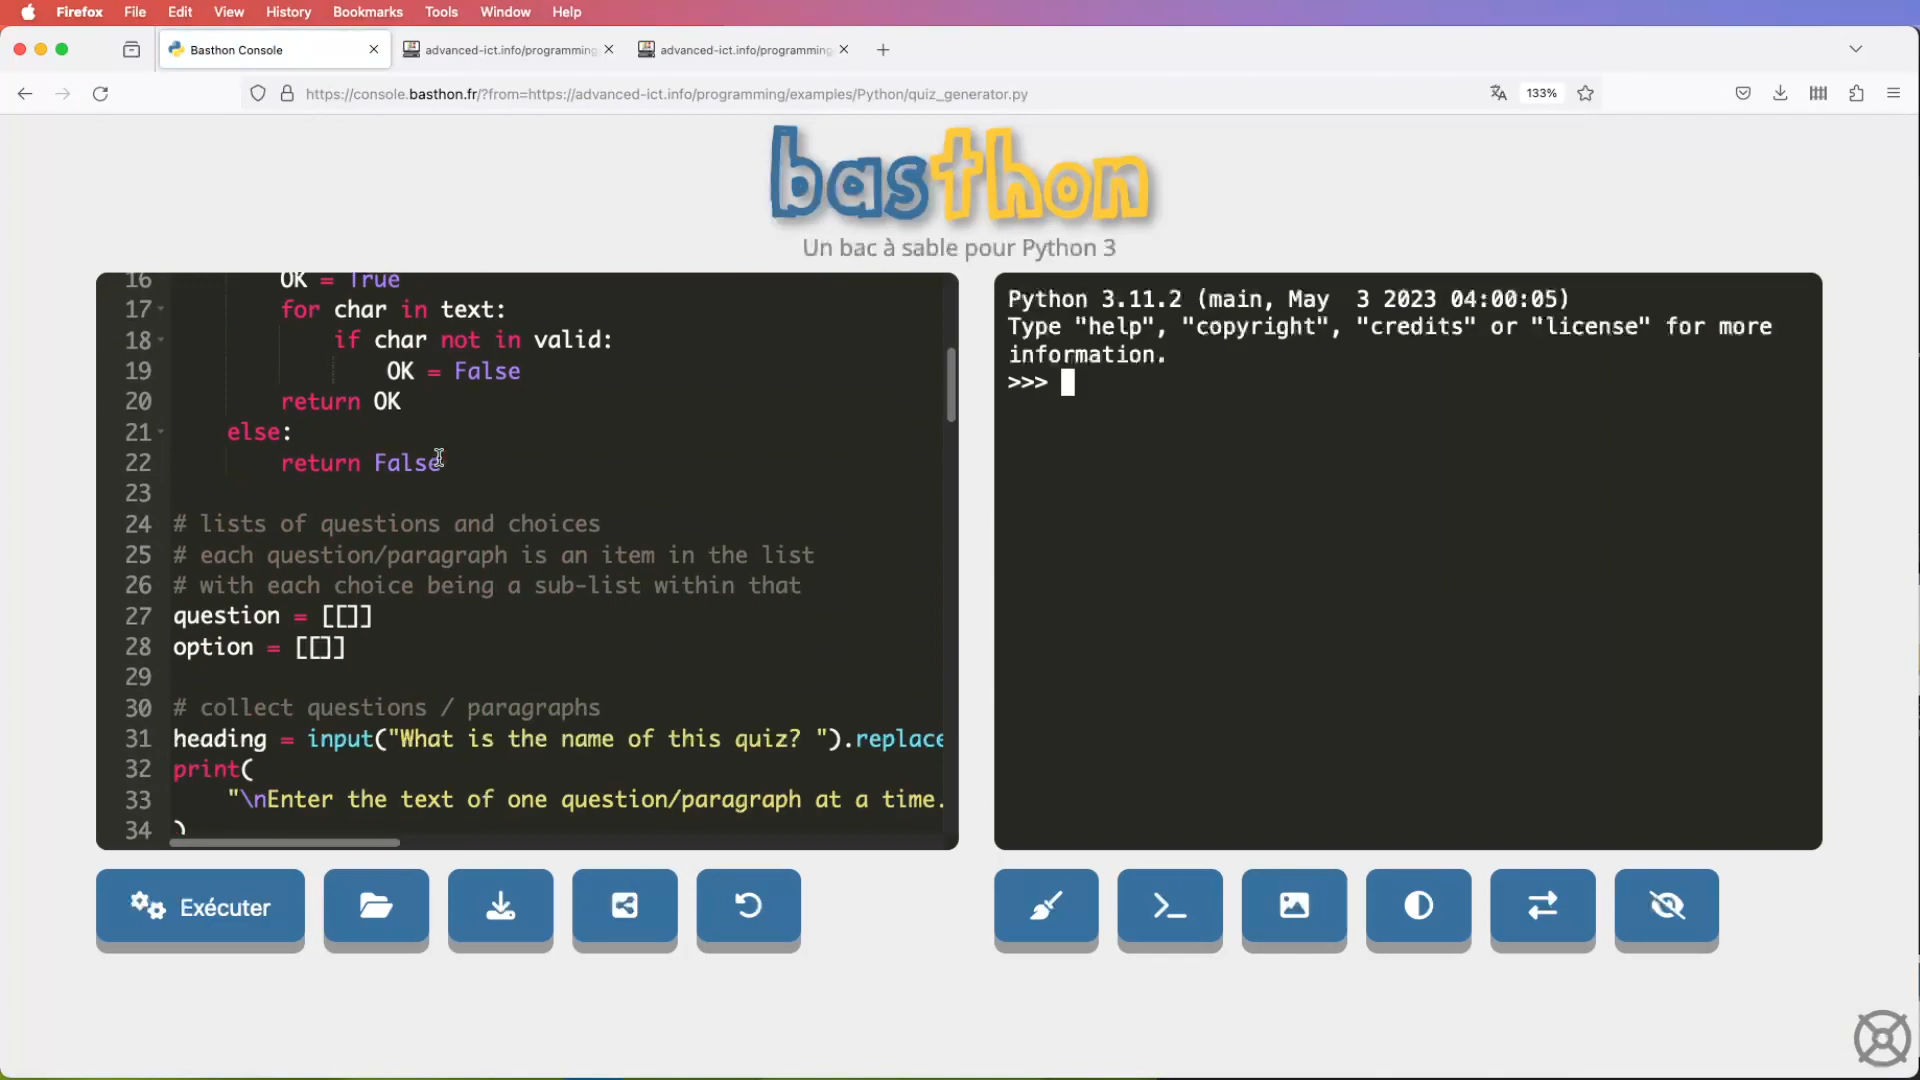 Firefox File Edit View History Bookmarks Tools Window Help
Basthon Console advanced-ict.info/programming advanced-ict.info/programming
https://console.basthon.fr/?from=https://advanced-ict.info/programming/examples/Python/quiz_generator.py 133%
basthon
Un bac à sable pour Python 3
16 OK = True
17 for char in text:
18 if char not in valid:
19 OK = False
20 return OK
21 else:
22 return False
23
24 # lists of questions and choices
25 # each question/paragraph is an item in the list
26 # with each choice being a sub-list within that
27 question = [[]]
28 option = [[]]
29
30 # collect questions / paragraphs
31 heading = input("What is the name of this quiz? ").replace
32 print(
33 "\nEnter the text of one question/paragraph at a time.
34 )
Python 3.11.2 (main, May  3 2023 04:00:05)
Type "help", "copyright", "credits" or "license" for more
information.
>>>
Exécuter